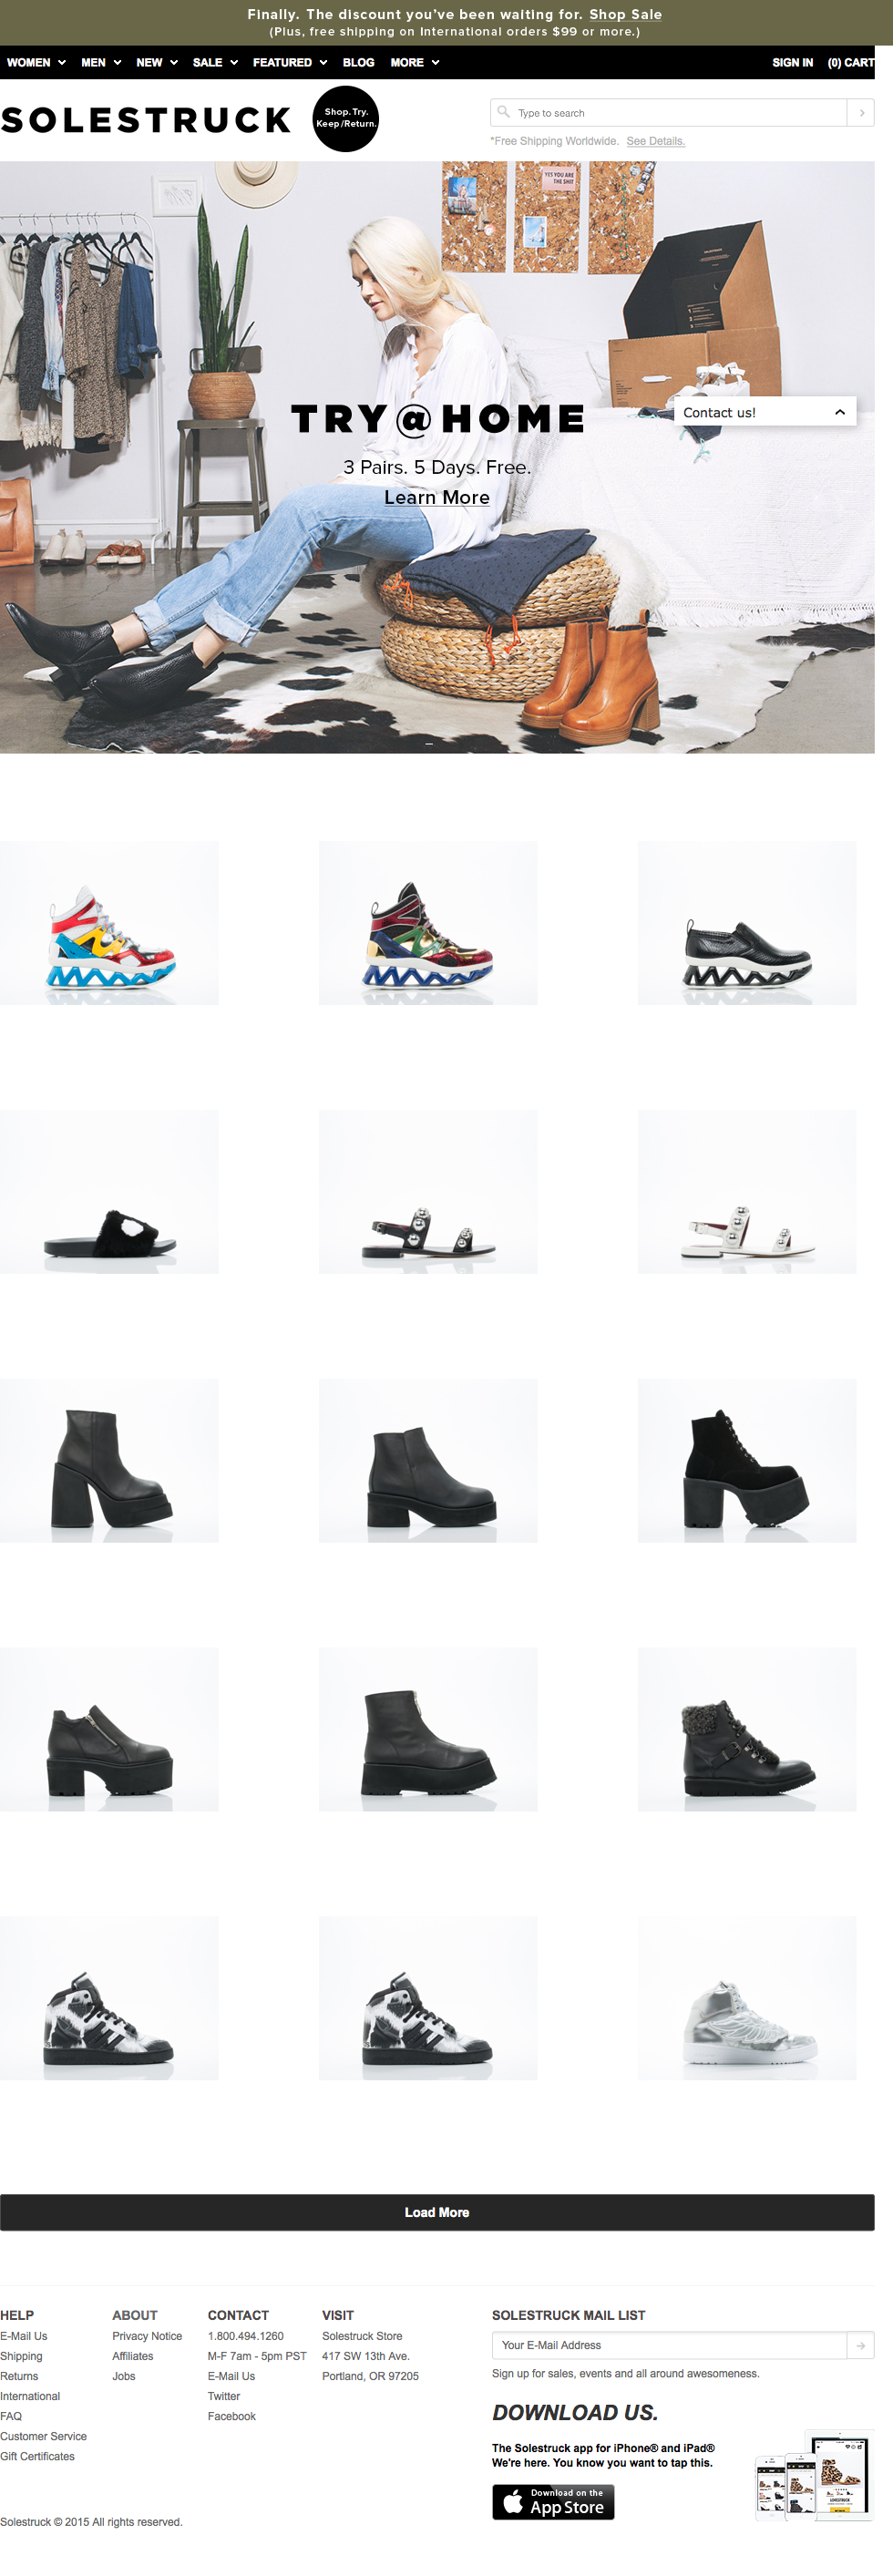 Finally. The discount you've been waiting for. Shop Sale
(Plus, free shipping on International orders $99 or more.)
WOMEN MEN NEW SALE FEATURED BLOG MORE SIGN IN (0) CART
SOLESTRUCK
Shop. Try.
Keep/Return.
Type to search
*Free Shipping Worldwide. See Details.
YES YOU ARE
THE SHIT
TRY@HOME
Contact us!
3 Pairs. 5 Days. Free.
Learn More
Load More
HELP
E-Mail Us
Shipping
Returns
International
FAQ
Customer Service
Gift Certificates
ABOUT
Privacy Notice
Affiliates
Jobs
CONTACT
1.800.494.1260
M-F 7am - 5pm PST
E-Mail Us
Twitter
Facebook
VISIT
Solestruck Store
417 SW 13th Ave.
Portland, OR 97205
SOLESTRUCK MAIL LIST
Your E-Mail Address
Sign up for sales, events and all around awesomeness.
DOWNLOAD US.
The Solestruck app for iPhone® and iPad®
We're here. You know you want to tap this.
Download on the
App Store
Solestruck © 2015 All rights reserved.